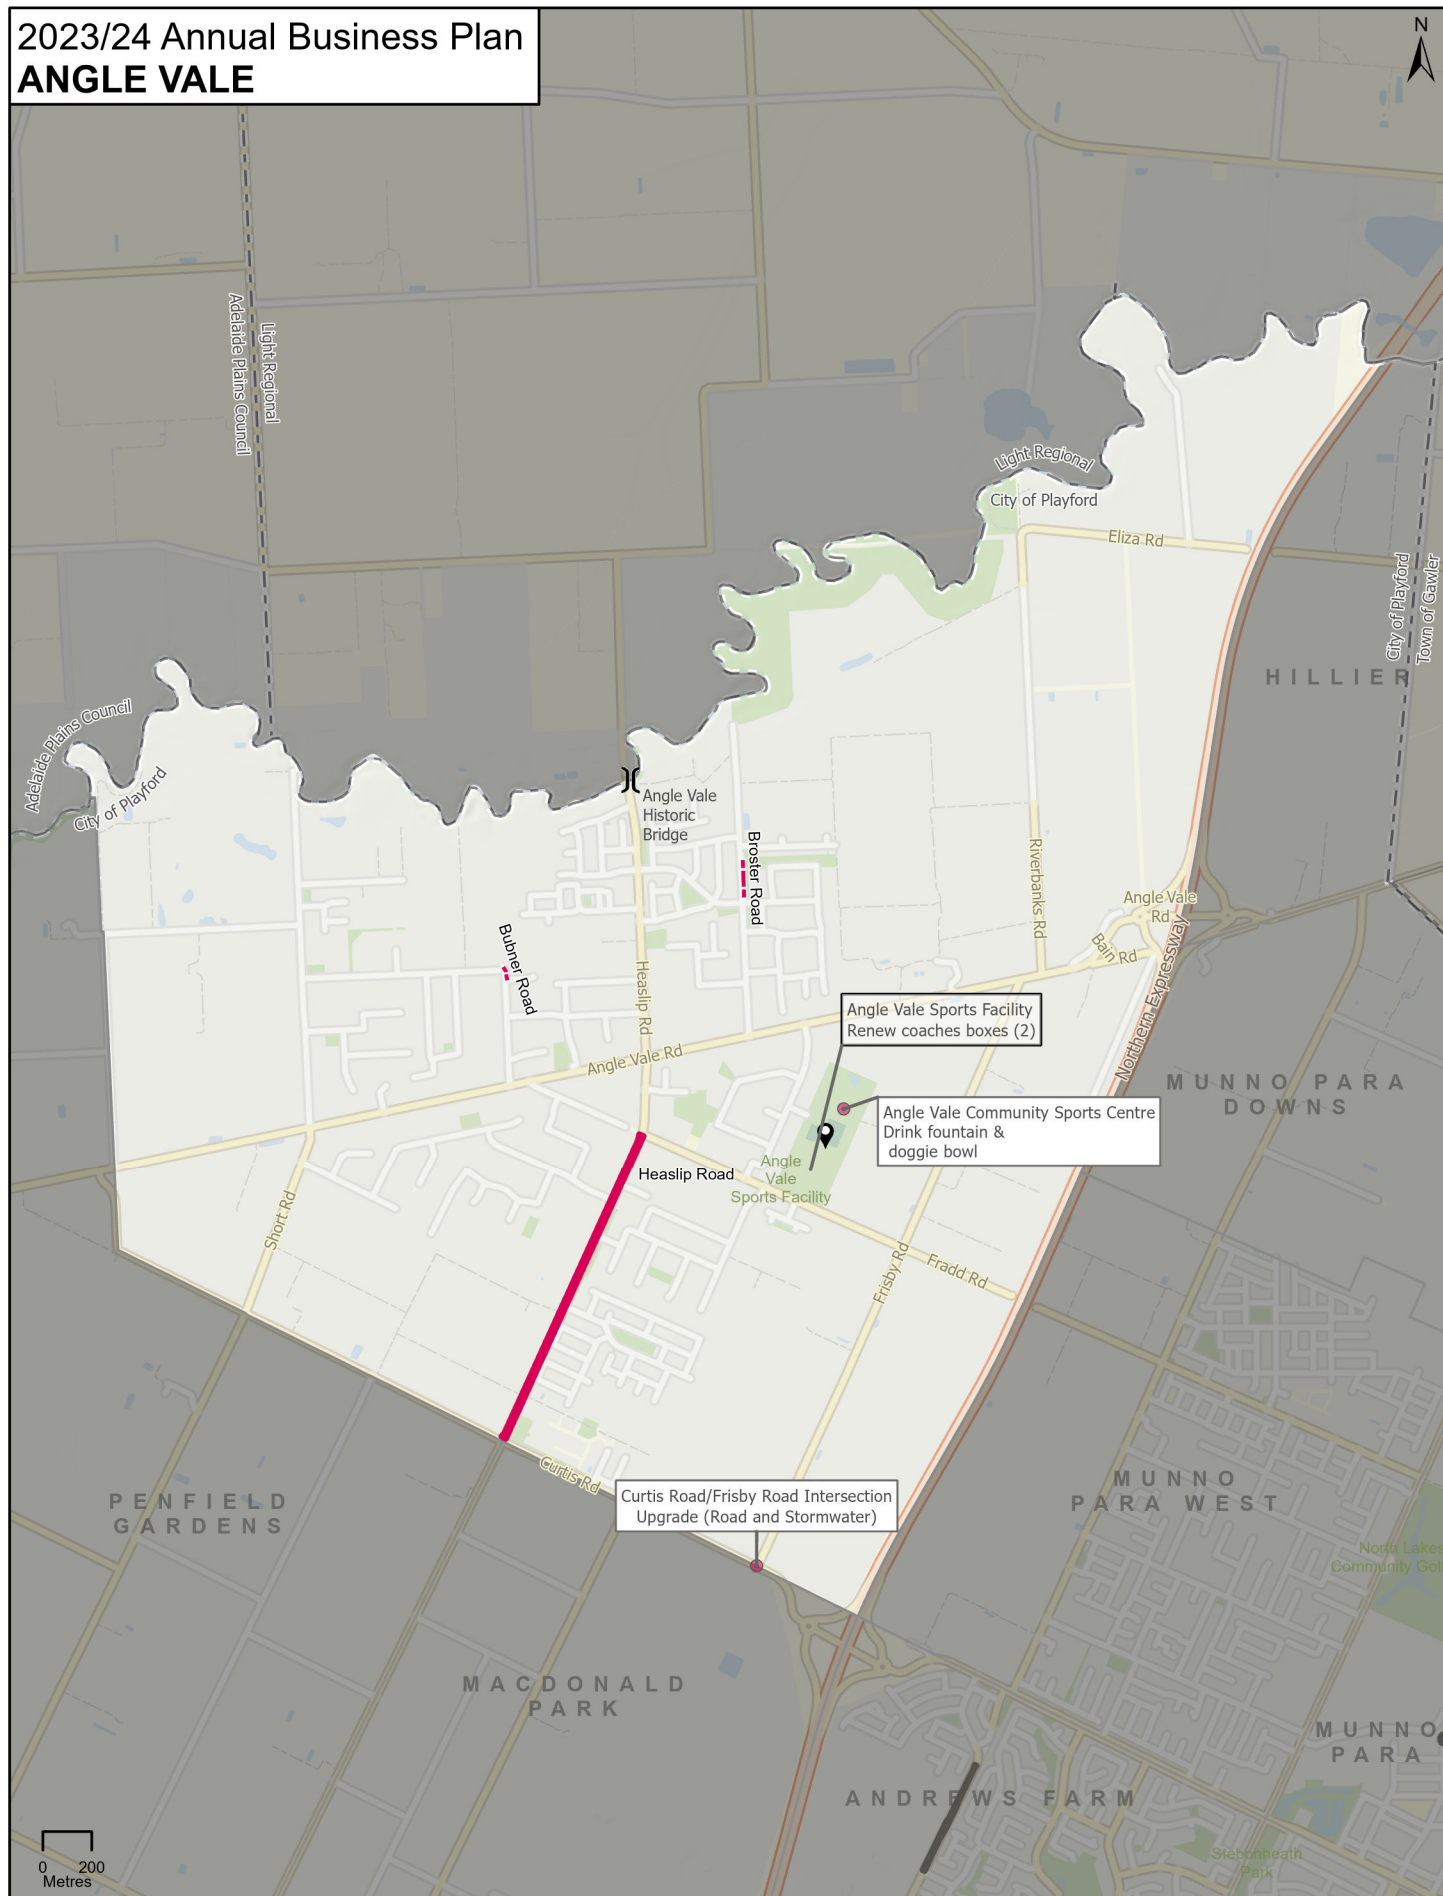 2023/24 Annual Business Plan
ANGLE VALE
N
Adelaide Plains Council
Light Regional
Light Regional
City of Playford
Eliza Rd
City of Playford
Town of Gawler
HILLIER
Adelaide Plains Council
City of Playford
Angle Vale
Historic
Bridge
Broster Road
Riverbanks Rd
Angle Vale
Rd
Bain Rd
Northern Expressway
Bubner Road
Heaslip Rd
Angle Vale Rd
Angle Vale Sports Facility
Renew coaches boxes (2)
MUNNO PARA
DOWNS
Angle Vale Community Sports Centre
Drink fountain &
doggie bowl
Heaslip Road
Angle
Vale
Sports Facility
Short Rd
Frisby Rd
Fradd Rd
Curtis Rd
Curtis Road/Frisby Road Intersection
Upgrade (Road and Stormwater)
PENFIELD
GARDENS
MUNNO
PARA WEST
North Lakes
Community Gol
MACDONALD
PARK
MUNNO
PARA
ANDREWS FARM
Stebonheath
Park
0 200
Metres